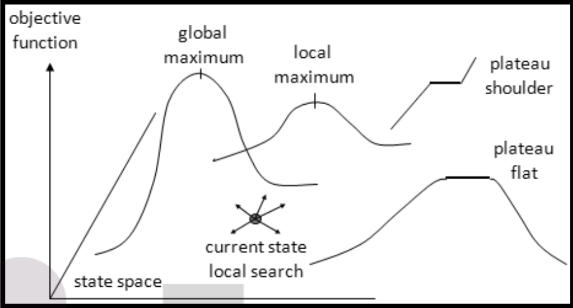 objective
function
global
maximum
local
maximum
plateau
shoulder
plateau
flat
current state
local search
state space